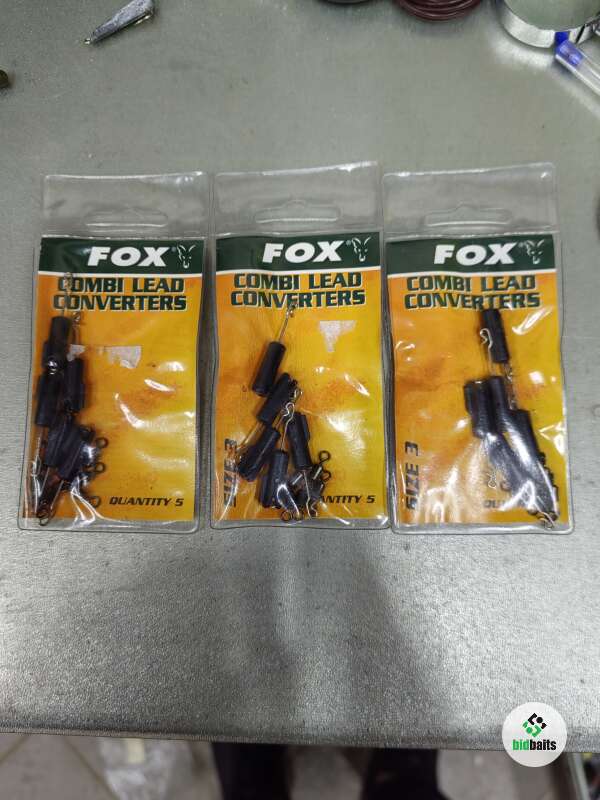 FOX®
COMBI LEAD
CONVERTERS
QUANTITY 5
FOX®
COMBI LEAD
CONVERTERS
SIZE 3
QUANTITY 5
FOX®
COMBI LEAD
CONVERTERS
SIZE 3
bidbaits